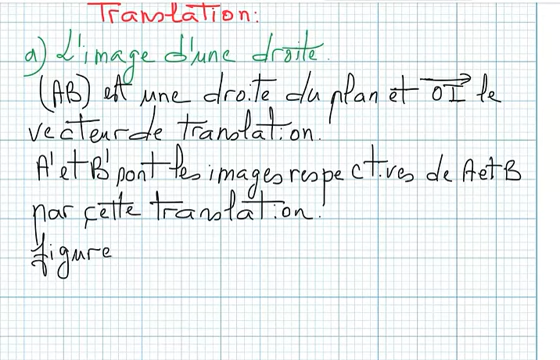 Translation:
a) L'image d'une droite.
(AB) est une droite du plan et OI le
vecteur de translation.
A' et B' sont les images respectives de A et B
par cette translation.
figure